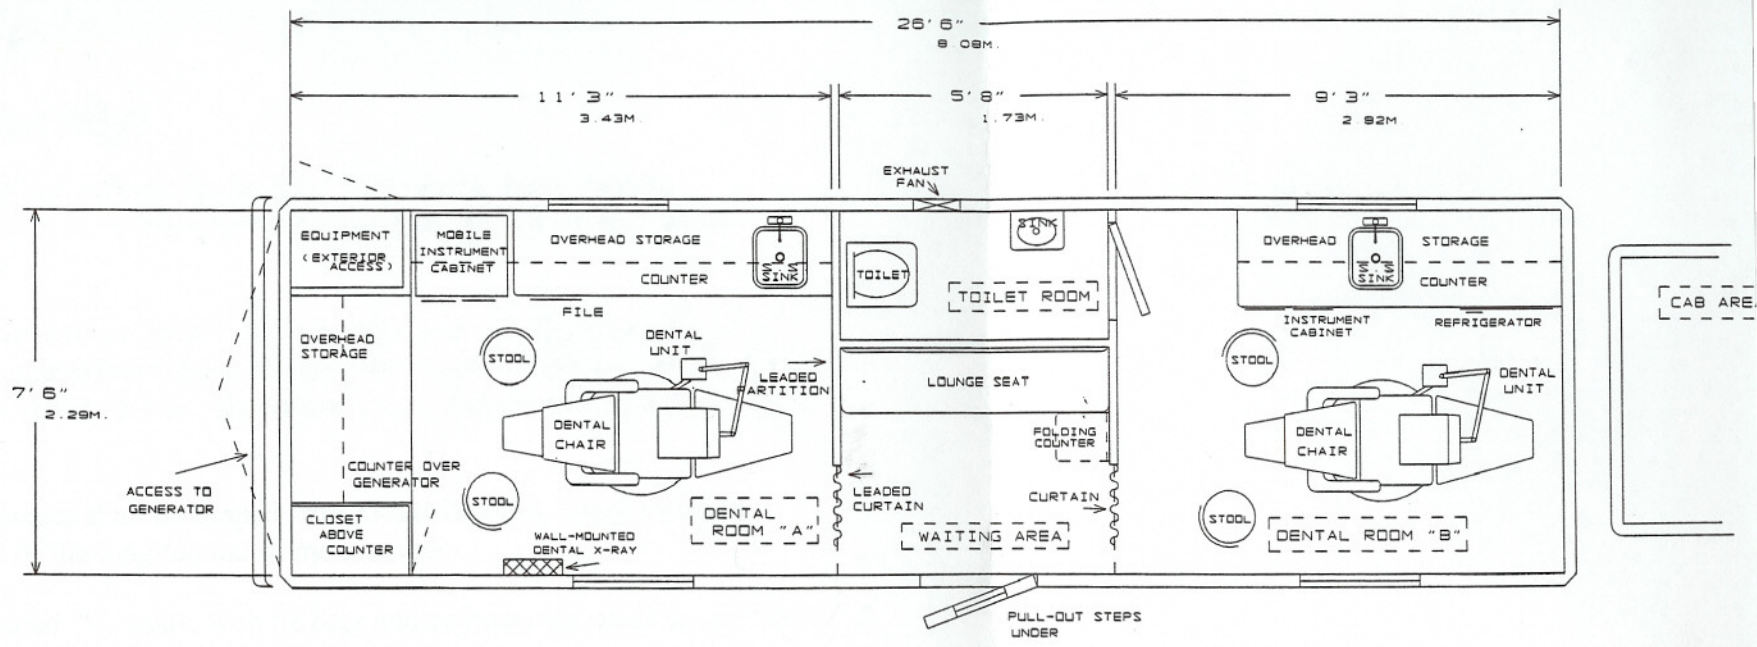 26'6"
8.08M.
11'3"
3.43M.
5'8"
1.73M.
9'3"
2.82M.
EXHAUST
FAN
7'6"
2.29M.
EQUIPMENT
(EXTERIOR
ACCESS)
MOBILE
INSTRUMENT
CABINET
OVERHEAD STORAGE
COUNTER
SINK
FILE
TOILET
SINK
TOILET ROOM
OVERHEAD
STORAGE
SINK
COUNTER
INSTRUMENT
CABINET
REFRIGERATOR
CAB AREA
OVERHEAD
STORAGE
STOOL
DENTAL
UNIT
LEADED
PARTITION
DENTAL
CHAIR
LOUNGE SEAT
FOLDING
COUNTER
STOOL
DENTAL
UNIT
DENTAL
CHAIR
ACCESS TO
GENERATOR
COUNTER OVER
GENERATOR
STOOL
CLOSET
ABOVE
COUNTER
WALL-MOUNTED
DENTAL X-RAY
DENTAL
ROOM "A"
LEADED
CURTAIN
CURTAIN
WAITING AREA
STOOL
DENTAL ROOM "B"
PULL-OUT STEPS
UNDER